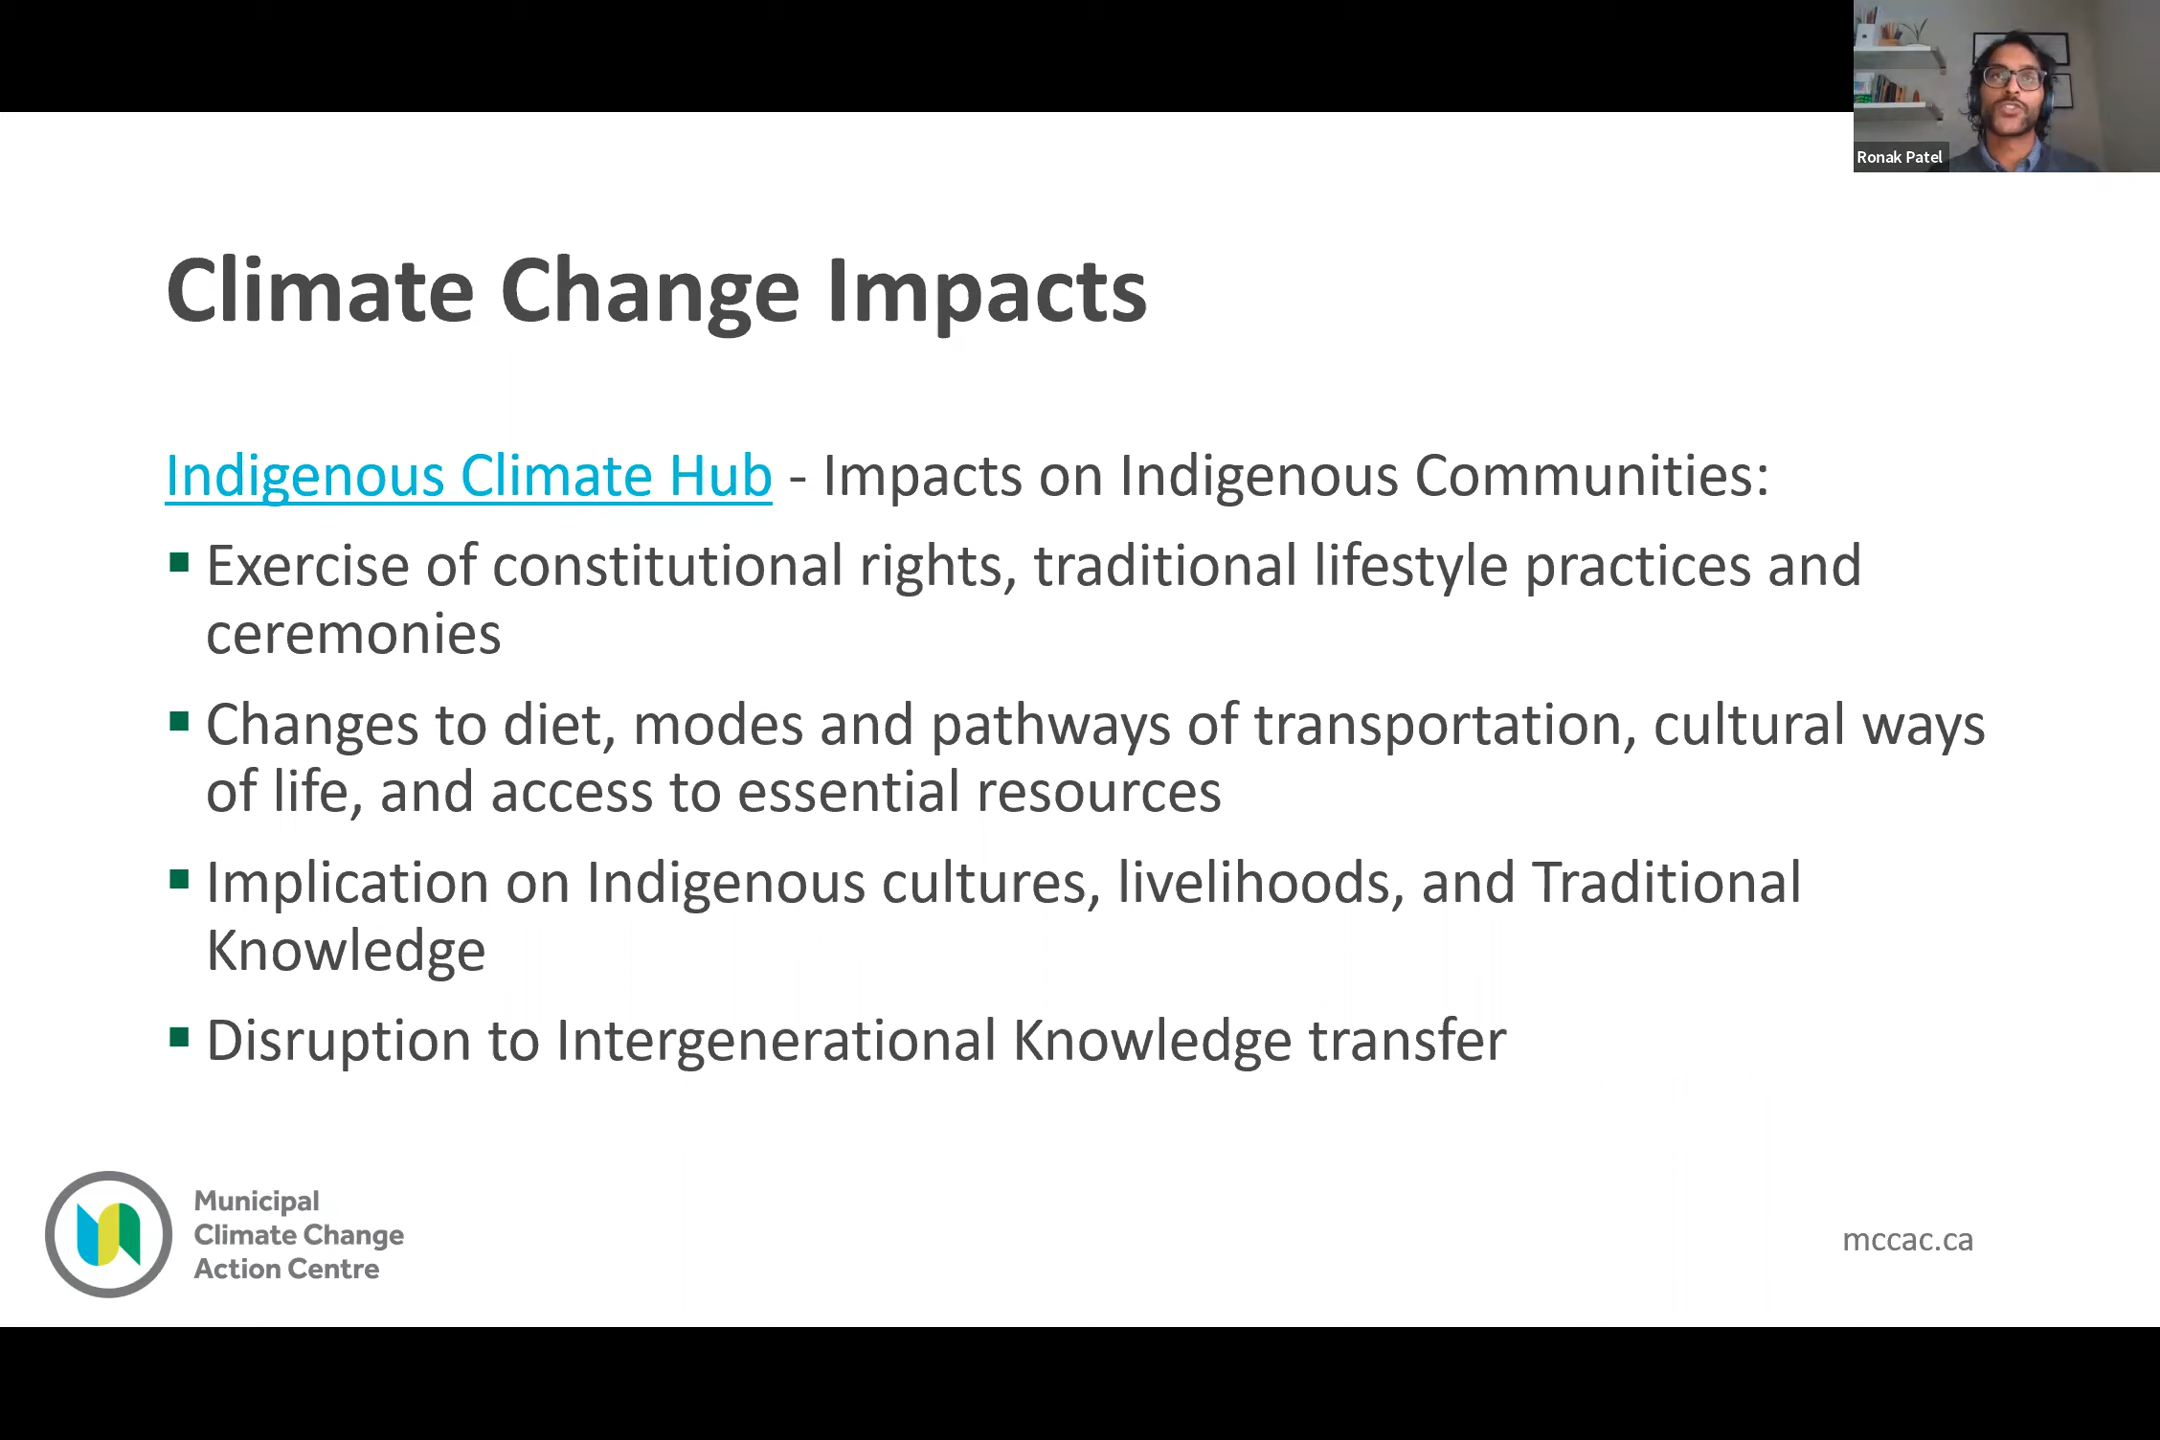 Ronak Patel
Climate Change Impacts
Indigenous Climate Hub - Impacts on Indigenous Communities:
▪ Exercise of constitutional rights, traditional lifestyle practices and
ceremonies
▪ Changes to diet, modes and pathways of transportation, cultural ways
of life, and access to essential resources
▪ Implication on Indigenous cultures, livelihoods, and Traditional
Knowledge
▪ Disruption to Intergenerational Knowledge transfer
Municipal
Climate Change
Action Centre
mccac.ca